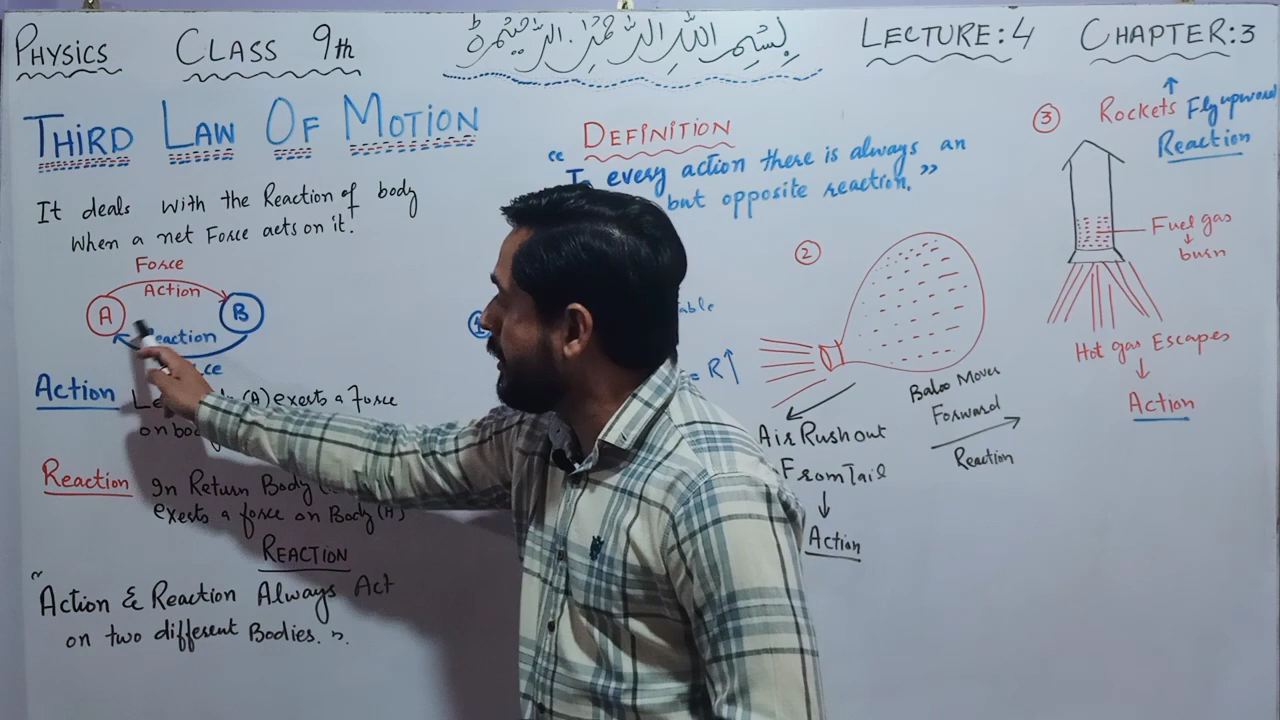 PHYSICS CLASS 9th
بِسْمِ اللهِ الرَّحْمٰنِ الرَّحِيْمِ ط
LECTURE:4 CHAPTER:3
THIRD LAW OF MOTION
It deals with the Reaction of body
When a net Force acts on it.
Force
Action
A B
Reaction
Action
(A) exerts a force
on
Reaction
In Return Body
exerts a force on Body (A)
REACTION
" Action & Reaction Always Act
on two different Bodies. "
DEFINITION
“ To every action there is always an
but opposite reaction. ”
1
able
= R↑
2
Air Rush out
From Tail
↓
Action
Baloo Moves
Forward
Reaction
3
↑
Rockets Fly upward
Reaction
Fuel gas
↓
burn
Hot gas Escapes
↓
Action